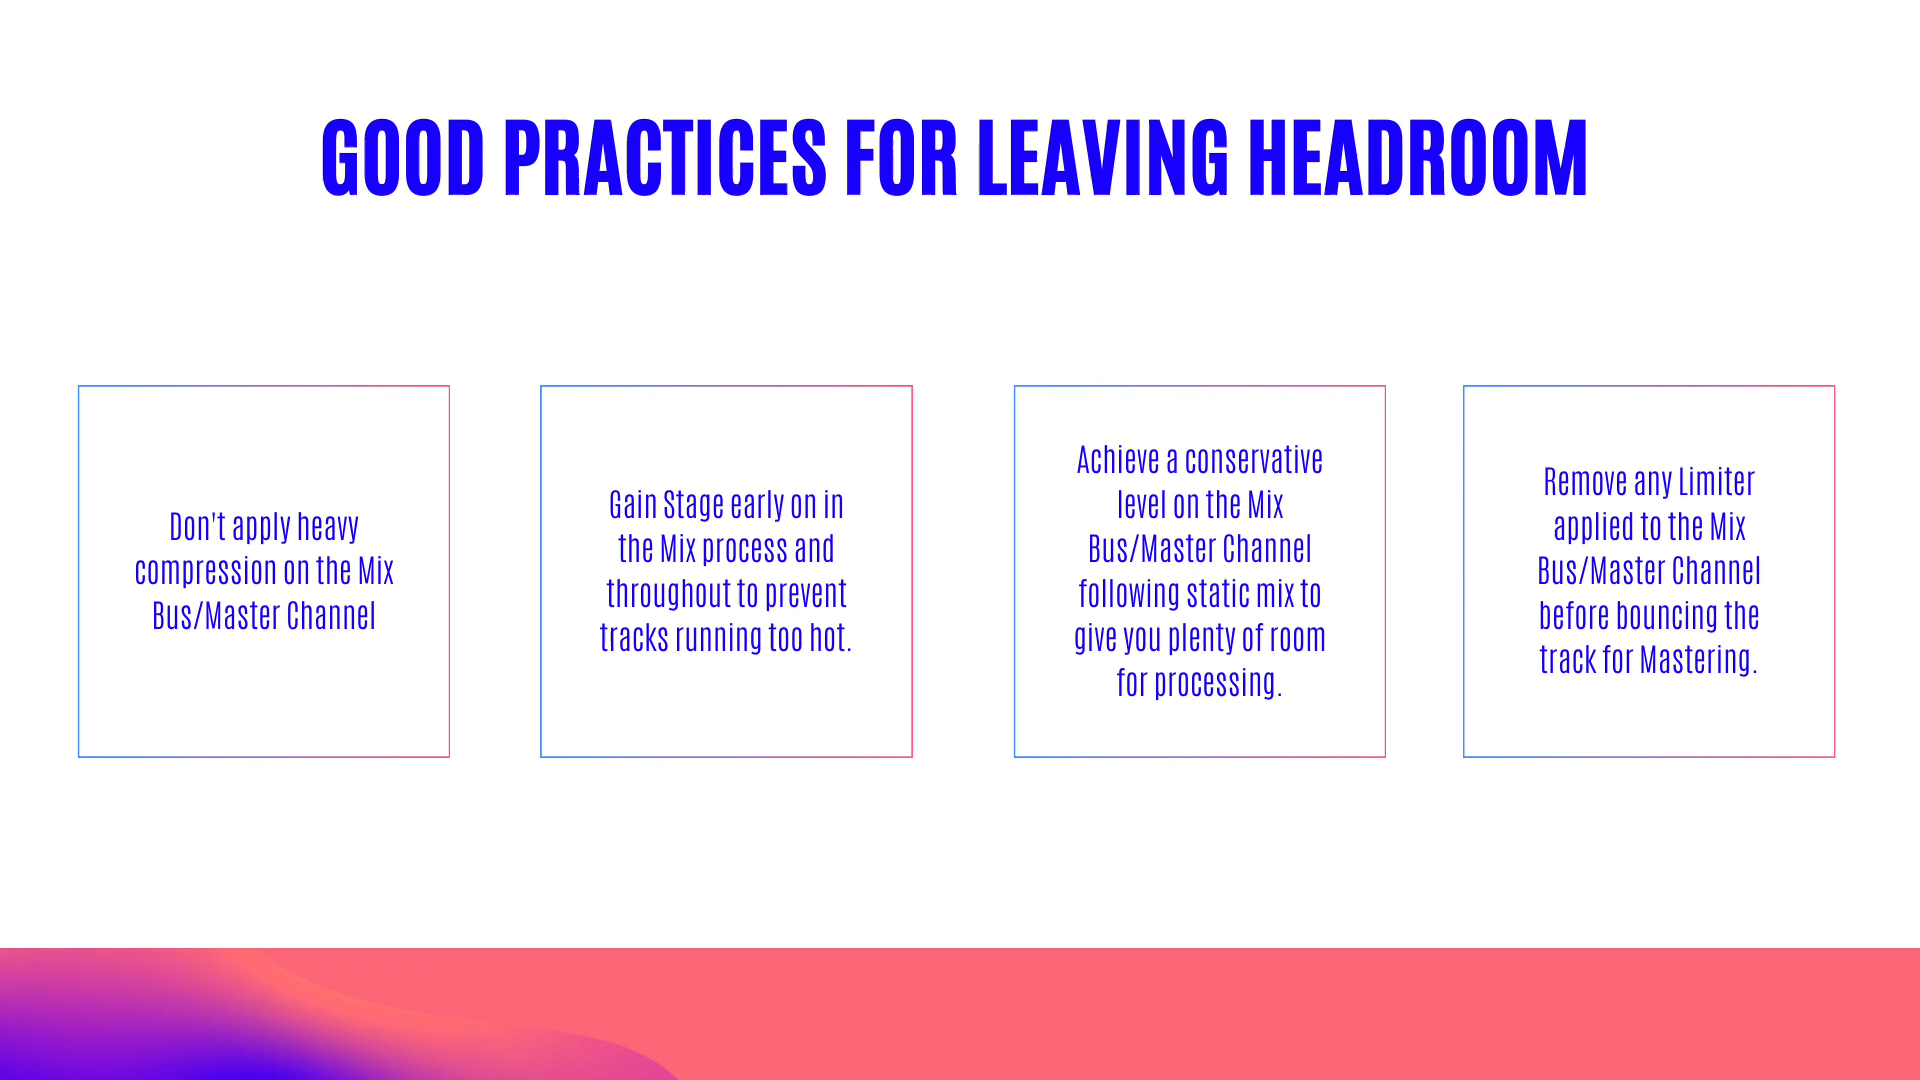 GOOD PRACTICES FOR LEAVING HEADROOM
Don't apply heavy
compression on the Mix
Bus/Master Channel
Gain Stage early on in
the Mix process and
throughout to prevent
tracks running too hot.
Achieve a conservative
level on the Mix
Bus/Master Channel
following static mix to
give you plenty of room
for processing.
Remove any Limiter
applied to the Mix
Bus/Master Channel
before bouncing the
track for Mastering.